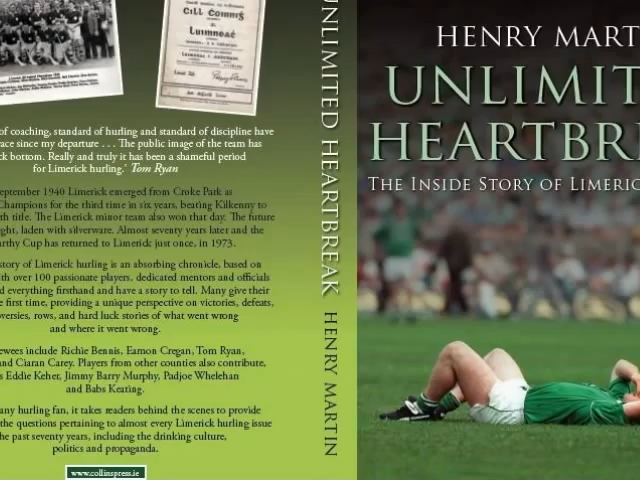 CILL COINNIS
Luimneac
of coaching, standard of hurling and standard of discipline have
ace since my departure . . . The public image of the team has
ck bottom. Really and truly it has been a shameful period
for Limerick hurling.' Tom Ryan
eptember 1940 Limerick emerged from Croke Park as
Champions for the third time in six years, beating Kilkenny to
th title. The Limerick minor team also won that day. The future
ght, laden with silverware. Almost seventy years later and the
arthy Cup has returned to Limerick just once, in 1973.
story of Limerick hurling is an absorbing chronicle, based on
ith over 100 passionate players, dedicated mentors and officials
d everything firsthand and have a story to tell. Many give their
e first time, providing a unique perspective on victories, defeats,
versies, rows, and hard luck stories of what went wrong
and where it went wrong.
ewees include Richie Bennis, Eamon Cregan, Tom Ryan,
nd Ciaran Carey. Players from other counties also contribute,
s Eddie Keher, Jimmy Barry Murphy, Padjoe Whelehan
and Babs Keating.
any hurling fan, it takes readers behind the scenes to provide
the questions pertaining to almost every Limerick hurling issue
he past seventy years, including the drinking culture,
politics and propaganda.
www.collinspress.ie
UNLIMITED HEARTBREAK HENRY MARTIN
HENRY MART
UNLIMIT
HEARTBRE
THE INSIDE STORY OF LIMERIC